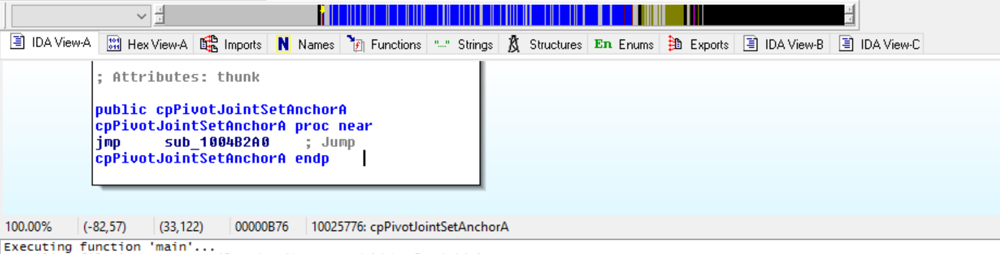 IDA View-A Hex View-A Imports N Names Functions "..." Strings Structures En Enums Exports IDA View-B IDA View-C
; Attributes: thunk
public cpPivotJointSetAnchorA
cpPivotJointSetAnchorA proc near
jmp sub_1004B2A0 ; Jump
cpPivotJointSetAnchorA endp
100.00% (-82,57) (33,122) 00000B76 10025776: cpPivotJointSetAnchorA
Executing function 'main'...